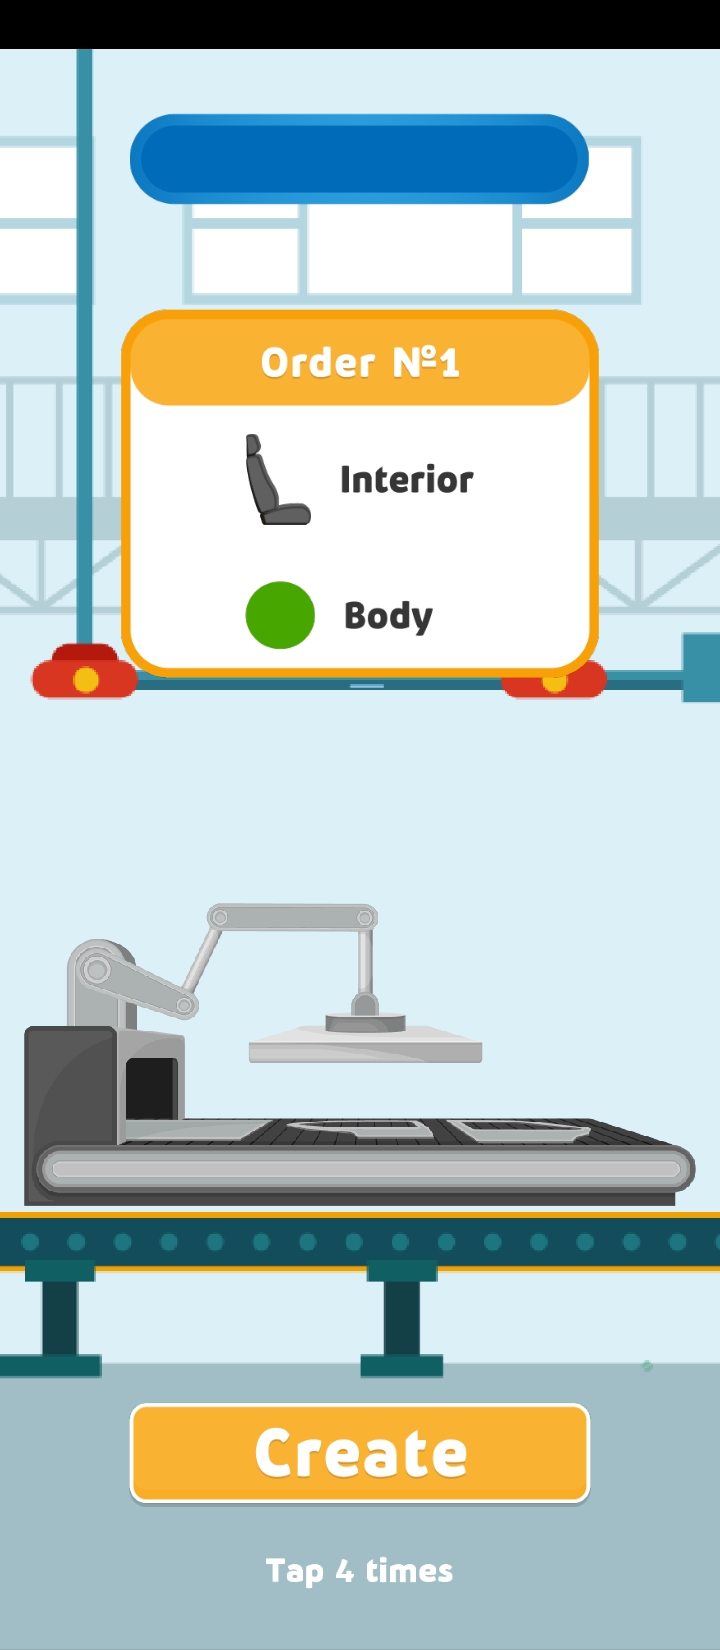 Order №1
Interior
Body
Create
Tap 4 times